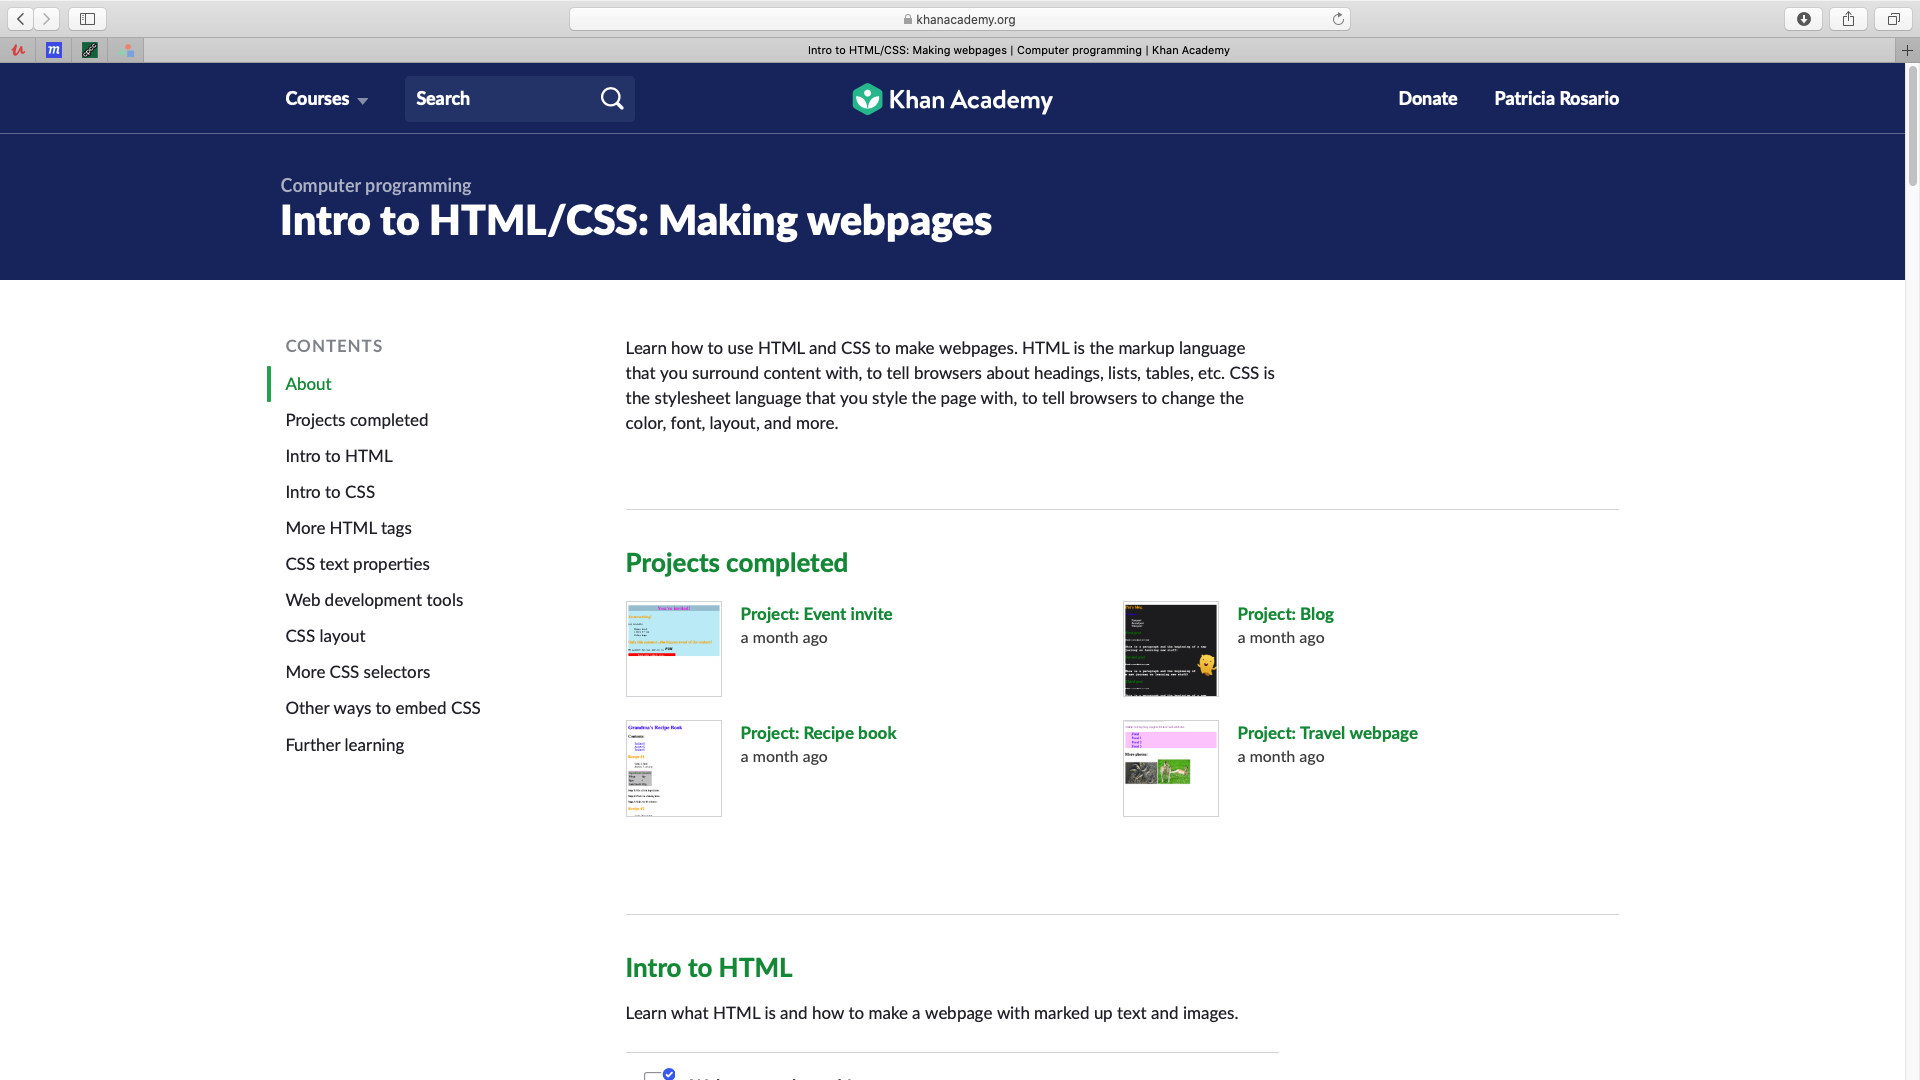 khanacademy.org
Intro to HTML/CSS: Making webpages | Computer programming | Khan Academy
Courses
Search
Khan Academy
Donate
Patricia Rosario
Computer programming
Intro to HTML/CSS: Making webpages
CONTENTS
About
Projects completed
Intro to HTML
Intro to CSS
More HTML tags
CSS text properties
Web development tools
CSS layout
More CSS selectors
Other ways to embed CSS
Further learning
Learn how to use HTML and CSS to make webpages. HTML is the markup language
that you surround content with, to tell browsers about headings, lists, tables, etc. CSS is
the stylesheet language that you style the page with, to tell browsers to change the
color, font, layout, and more.
Projects completed
Project: Event invite
a month ago
Project: Blog
a month ago
Grandma's Recipe Book
Project: Recipe book
a month ago
More photos:
Project: Travel webpage
a month ago
Intro to HTML
Learn what HTML is and how to make a webpage with marked up text and images.